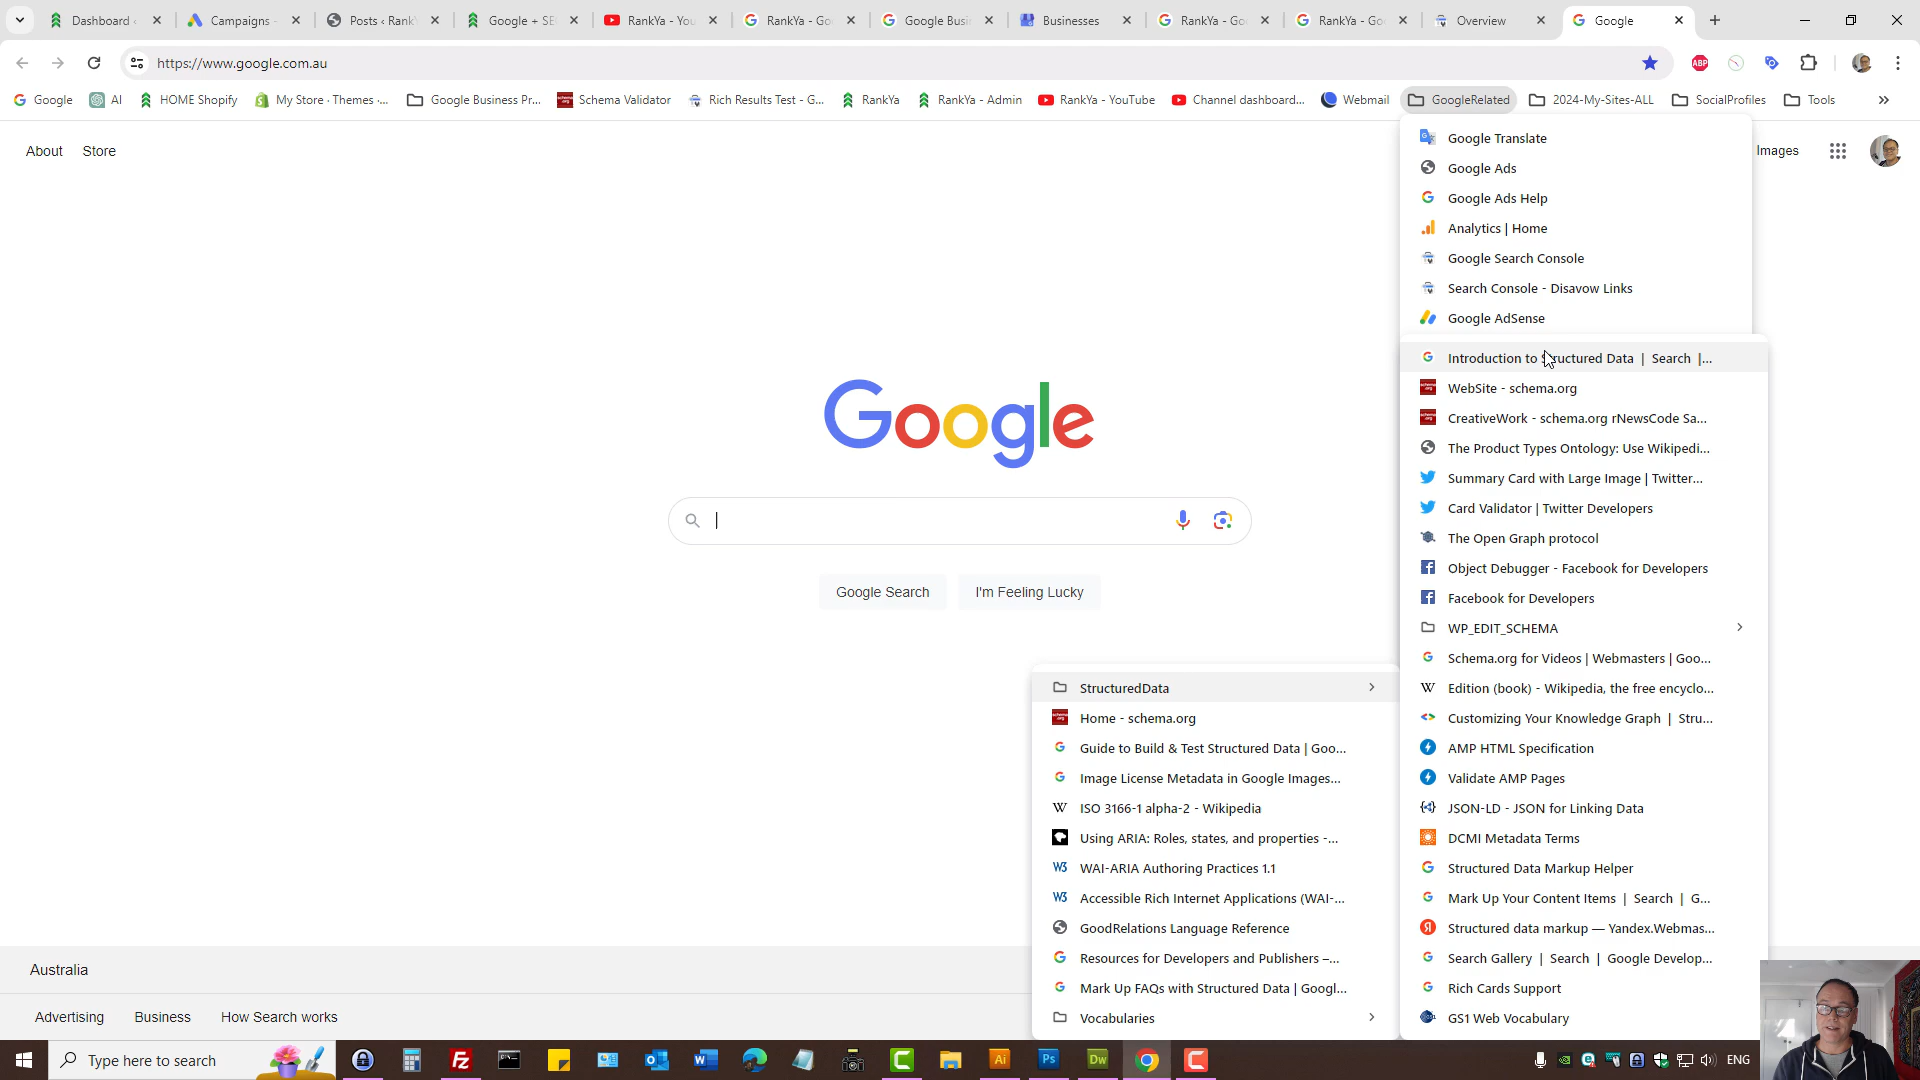 Dashboard ‹
Campaigns -
Posts ‹ Rank
Google + SE
RankYa - You
RankYa - Go
Google Busi
Businesses
RankYa - Goo
RankYa - Go
Overview
Google
https://www.google.com.au
ABP
Google
AI
HOME Shopify
My Store · Themes ·...
Google Business Pr...
Schema Validator
Rich Results Test - G...
RankYa
RankYa - Admin
RankYa - YouTube
Channel dashboard...
Webmail
GoogleRelated
2024-My-Sites-ALL
SocialProfiles
Tools
»
About
Store
Images
Google Translate
Google Ads
Google Ads Help
Analytics | Home
Google Search Console
Search Console - Disavow Links
Google AdSense
Introduction to Structured Data | Search |...
WebSite - schema.org
CreativeWork - schema.org rNewsCode Sa...
The Product Types Ontology: Use Wikipedi...
Summary Card with Large Image | Twitter...
Card Validator | Twitter Developers
The Open Graph protocol
Object Debugger - Facebook for Developers
Facebook for Developers
WP_EDIT_SCHEMA
Schema.org for Videos | Webmasters | Goo...
Edition (book) - Wikipedia, the free encyclo...
Customizing Your Knowledge Graph | Stru...
AMP HTML Specification
Validate AMP Pages
JSON-LD - JSON for Linking Data
DCMI Metadata Terms
Structured Data Markup Helper
Mark Up Your Content Items | Search | G...
Structured data markup — Yandex.Webmas...
Search Gallery | Search | Google Develop...
Rich Cards Support
GS1 Web Vocabulary
Google
Google Search
I'm Feeling Lucky
StructuredData
Home - schema.org
Guide to Build & Test Structured Data | Goo...
Image License Metadata in Google Images...
ISO 3166-1 alpha-2 - Wikipedia
Using ARIA: Roles, states, and properties -...
WAI-ARIA Authoring Practices 1.1
Accessible Rich Internet Applications (WAI-...
GoodRelations Language Reference
Resources for Developers and Publishers –...
Mark Up FAQs with Structured Data | Googl...
Vocabularies
Australia
Advertising
Business
How Search works
Type here to search
Ai
Ps
Dw
ENG